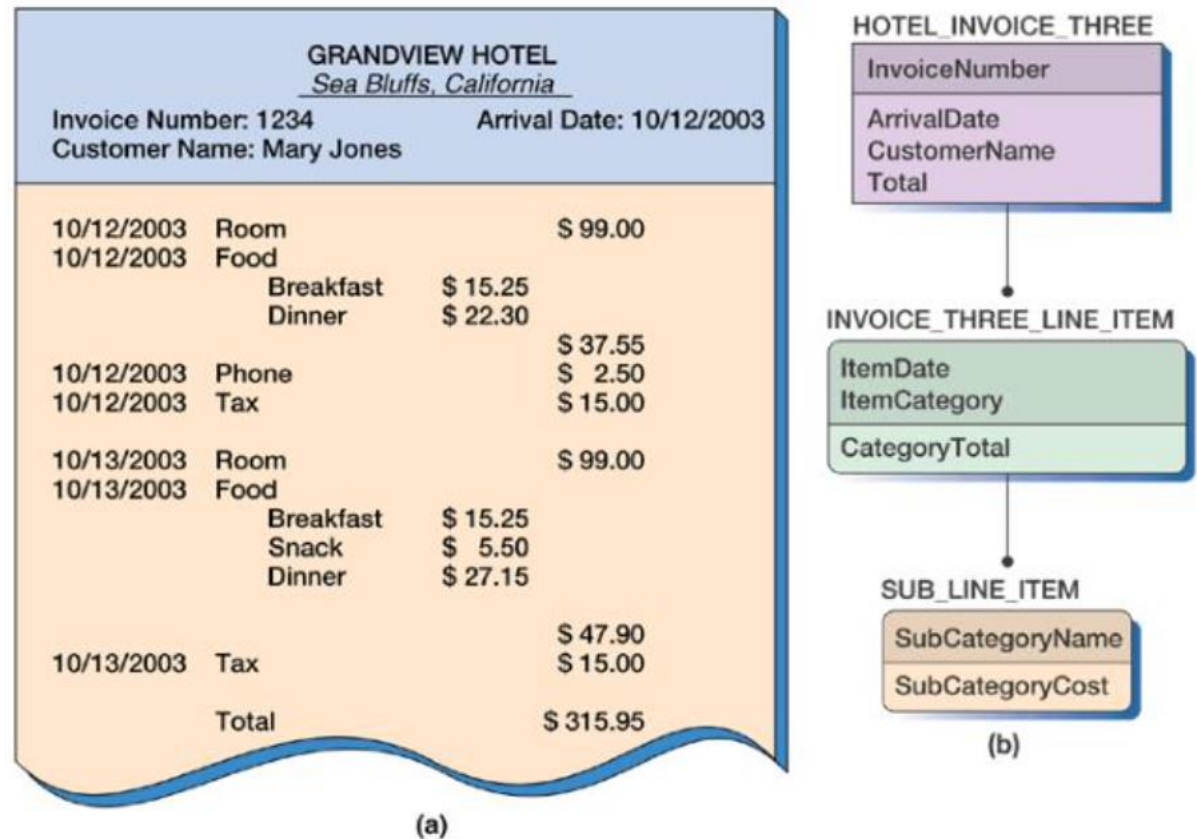 GRANDVIEW HOTEL
Sea Bluffs, California
Invoice Number: 1234 Arrival Date: 10/12/2003
Customer Name: Mary Jones
10/12/2003 Room $ 99.00
10/12/2003 Food
Breakfast $ 15.25
Dinner $ 22.30
$ 37.55
10/12/2003 Phone $ 2.50
10/12/2003 Tax $ 15.00
10/13/2003 Room $ 99.00
10/13/2003 Food
Breakfast $ 15.25
Snack $ 5.50
Dinner $ 27.15
$ 47.90
10/13/2003 Tax $ 15.00
Total $ 315.95
(a)
HOTEL_INVOICE_THREE
InvoiceNumber
ArrivalDate
CustomerName
Total
INVOICE_THREE_LINE_ITEM
ItemDate
ItemCategory
CategoryTotal
SUB_LINE_ITEM
SubCategoryName
SubCategoryCost
(b)